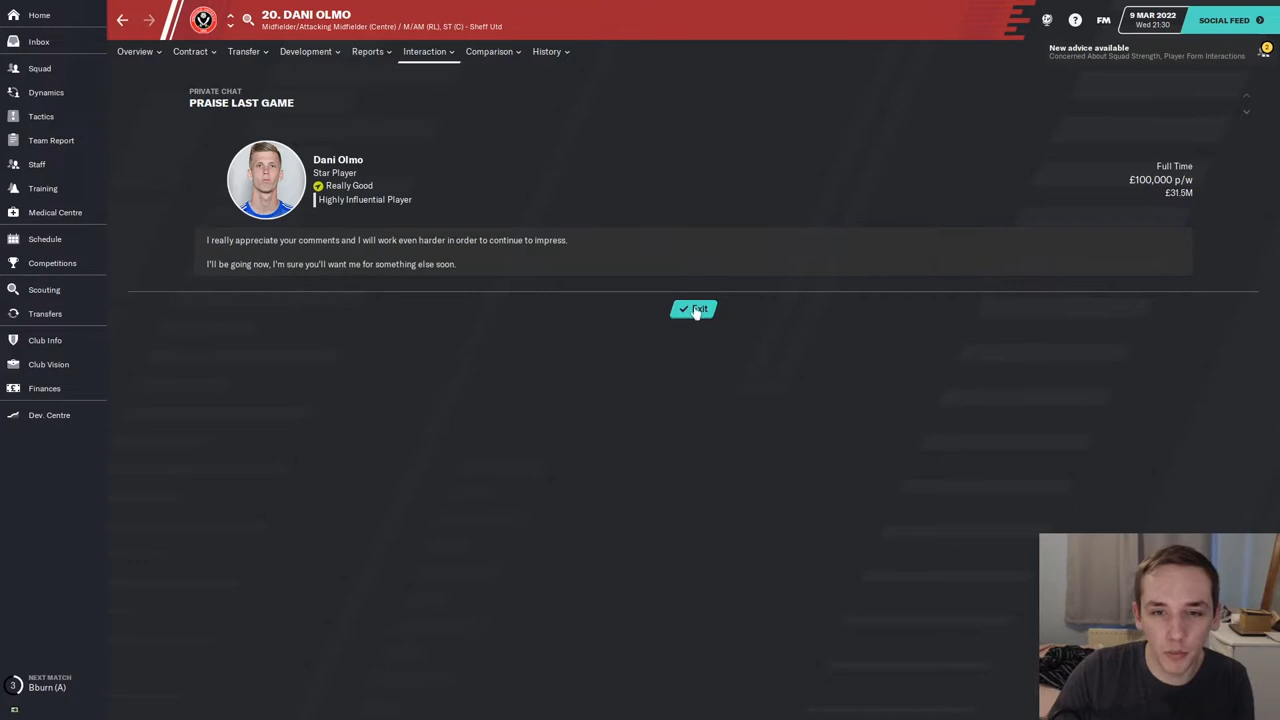 Home
Inbox
Squad
Dynamics
Tactics
Team Report
Staff
Training
Medical Centre
Schedule
Competitions
Scouting
Transfers
Club Info
Club Vision
Finances
Dev. Centre
3
NEXT MATCH
Bburn (A)
20. DANI OLMO
Midfielder/Attacking Midfielder (Centre) / M/AM (RL), ST (C) - Sheff Utd
FM
9 MAR 2022
Wed 21:30
SOCIAL FEED
Overview
Contract
Transfer
Development
Reports
Interaction
Comparison
History
New advice available
Concerned About Squad Strength, Player Form Interactions
2
PRIVATE CHAT
PRAISE LAST GAME
Dani Olmo
Star Player
Really Good
Highly Influential Player
Full Time
£100,000 p/w
£31.5M
I really appreciate your comments and I will work even harder in order to continue to impress.
I'll be going now, I'm sure you'll want me for something else soon.
Exit